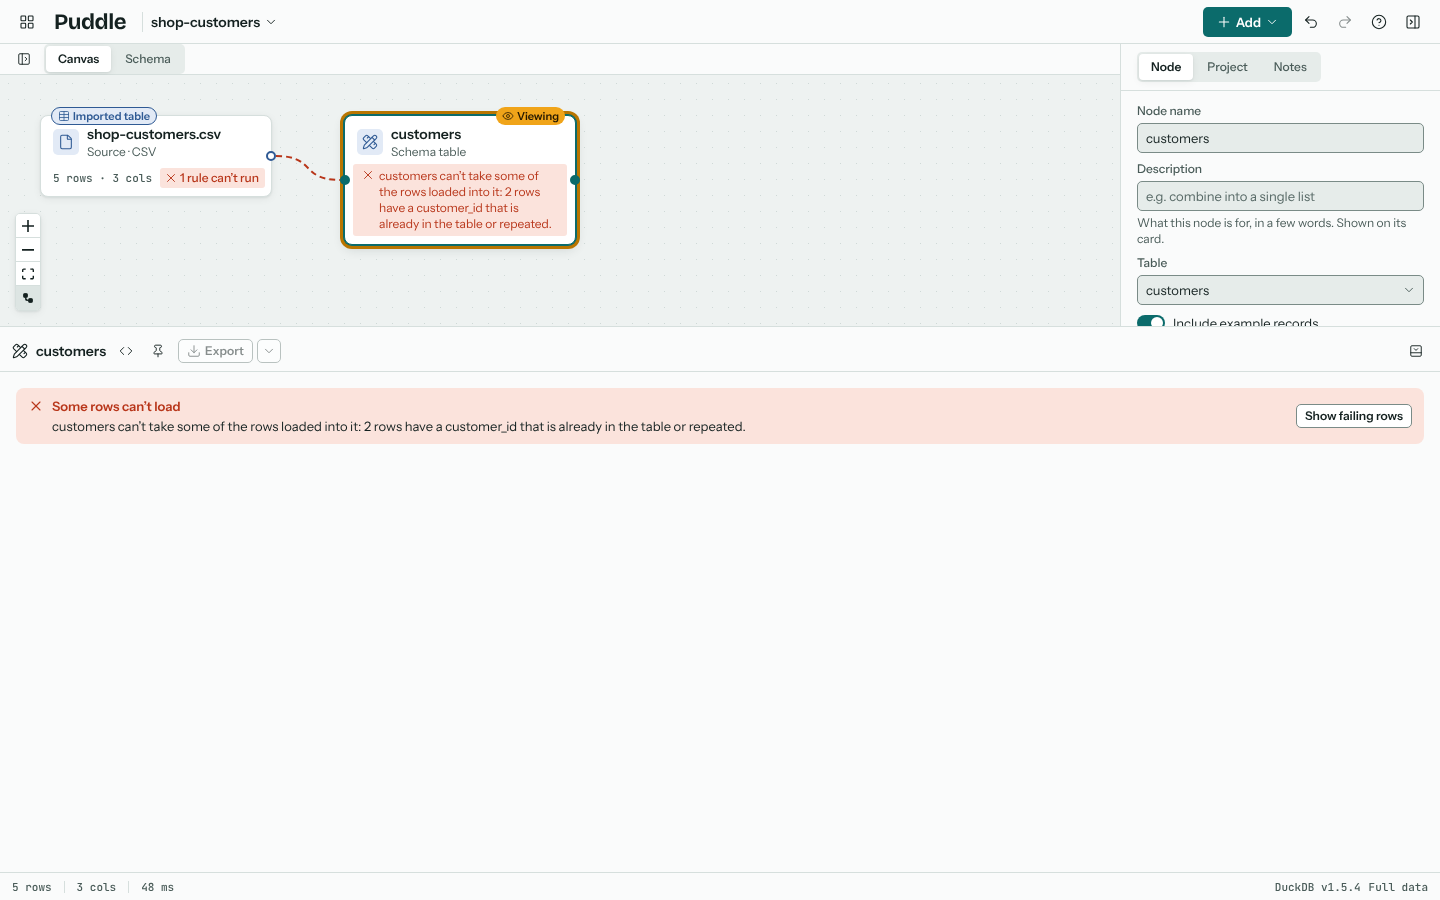 Puddle
shop-customers
Add
Canvas
Schema
Node
Project
Notes
Imported table
shop-customers.csv
Source · CSV
5 rows · 3 cols
1 rule can't run
Viewing
customers
Schema table
customers can't take some of
the rows loaded into it: 2 rows
have a customer_id that is
already in the table or repeated.
Node name
customers
Description
e.g. combine into a single list
What this node is for, in a few words. Shown on its
card.
Table
customers
Include example records
customers
Export
Some rows can't load
customers can't take some of the rows loaded into it: 2 rows have a customer_id that is already in the table or repeated.
Show failing rows
5 rows
3 cols
48 ms
DuckDB v1.5.4 Full data